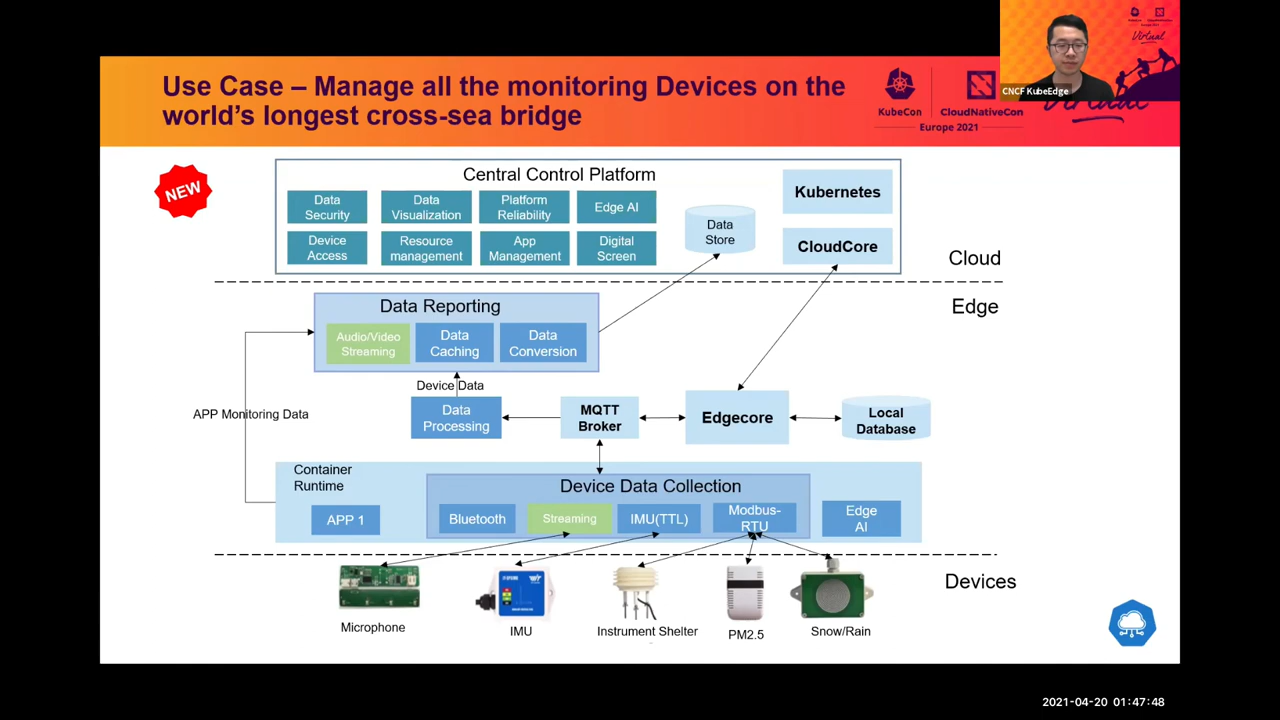 Use Case – Manage all the monitoring Devices on the
world's longest cross-sea bridge
KubeCon
CloudNativeCon
Europe 2021
Virtual
KubeCon
CloudNativeCon
Europe 2021
Virtual
CNCF KubeEdge
NEW
Central Control Platform
Data
Security
Data
Visualization
Platform
Reliability
Edge AI
Device
Access
Resource
management
App
Management
Digital
Screen
Data
Store
Kubernetes
CloudCore
Cloud
Edge
Data Reporting
Audio/Video
Streaming
Data
Caching
Data
Conversion
Device Data
APP Monitoring Data
Data
Processing
MQTT
Broker
Edgecore
Local
Database
Container
Runtime
APP 1
Device Data Collection
Bluetooth
Streaming
IMU(TTL)
Modbus-
RTU
Edge
AI
Devices
Microphone
IMU
Instrument Shelter
PM2.5
Snow/Rain
2021-04-20 01:47:48